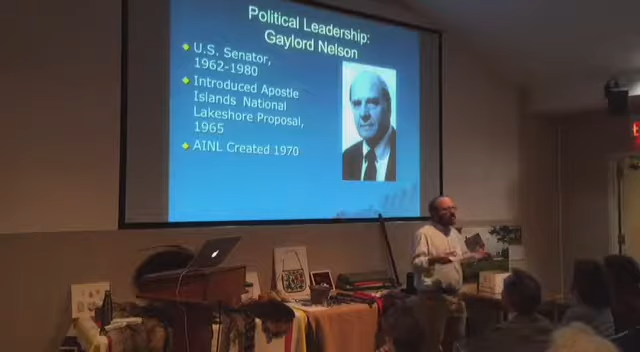 Political Leadership:
Gaylord Nelson
U.S. Senator,
1962-1980
Introduced Apostle
Islands National
Lakeshore Proposal,
1965
AINL Created 1970